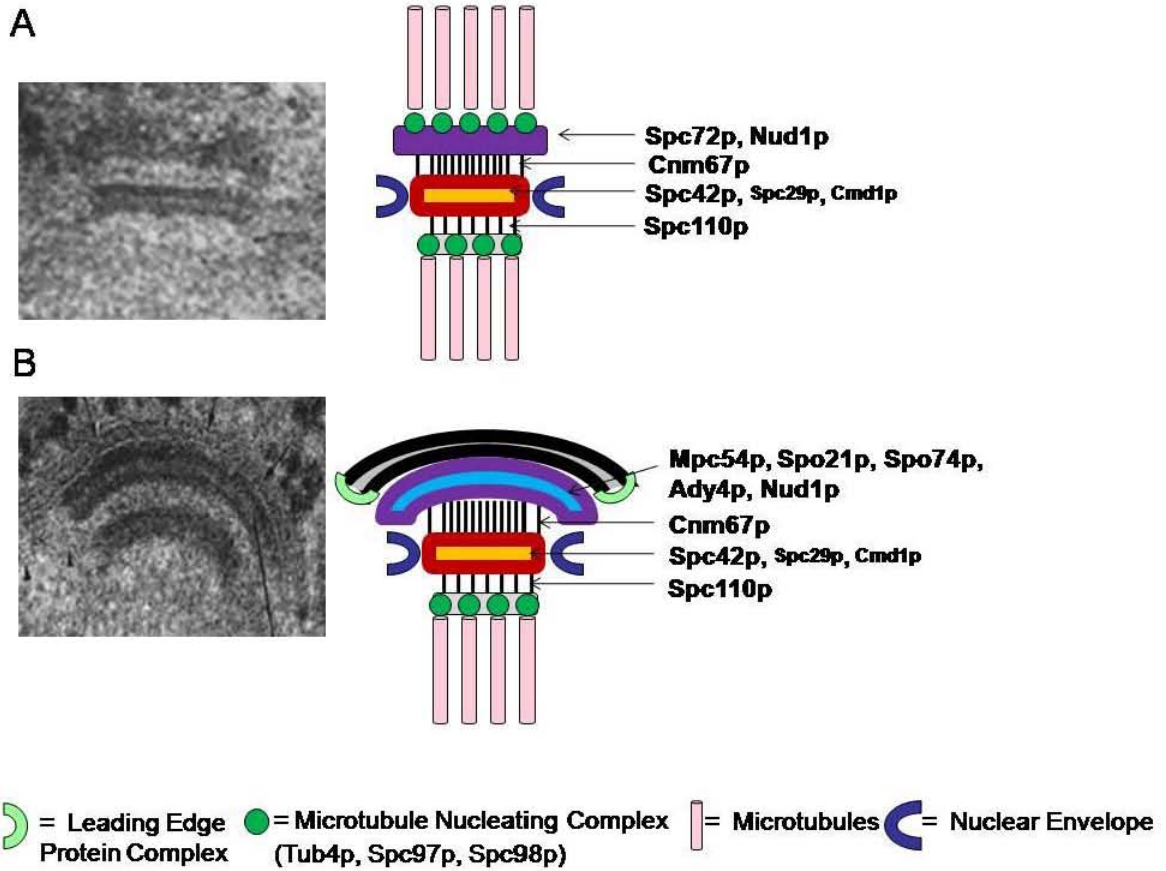 A
Spc72p, Nud1p
Cnm67p
Spc42p, Spc29p, Cmd1p
Spc110p
B
Mpc54p, Spo21p, Spo74p,
Ady4p, Nud1p
Cnm67p
Spc42p, Spc29p, Cmd1p
Spc110p
= Leading Edge
Protein Complex
= Microtubule Nucleating Complex
(Tub4p, Spc97p, Spc98p)
= Microtubules
= Nuclear Envelope